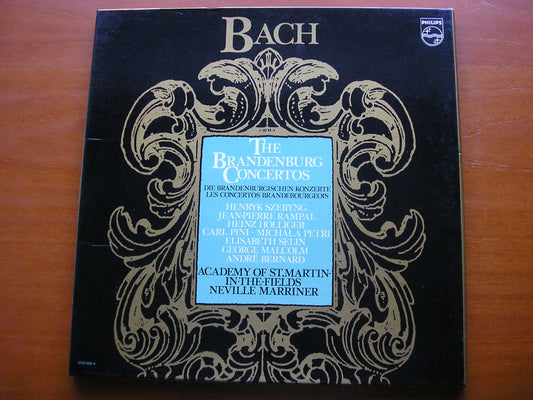 BACH
PHILIPS
THE
BRANDENBURG
CONCERTOS
DIE BRANDENBURGISCHEN KONZERTE
LES CONCERTOS BRANDEBOURGEOIS
HENRYK SZERYNG
JEAN-PIERRE RAMPAL
HEINZ HOLLIGER
CARL PINI · MICHALA PETRI
ELISABETH SELIN
GEORGE MALCOLM
ANDRÉ BERNARD
ACADEMY OF ST. MARTIN-
IN-THE-FIELDS
NEVILLE MARRINER